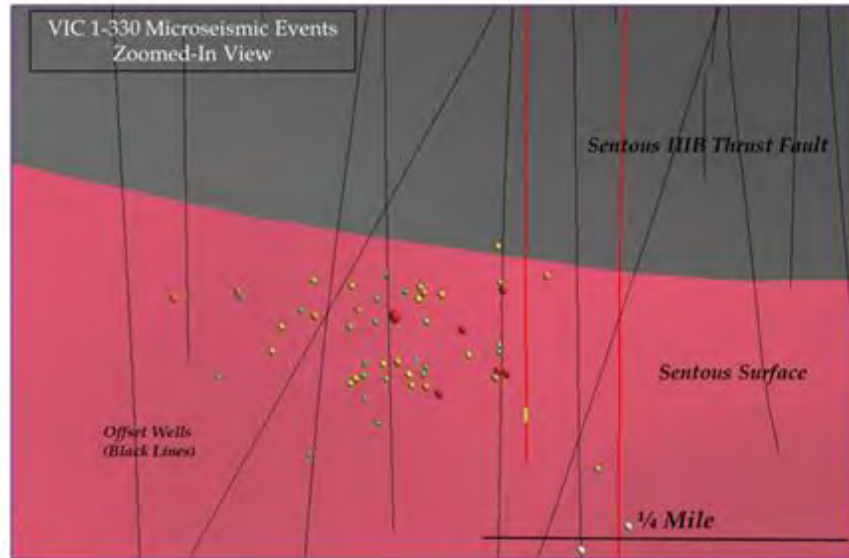 VIC 1-330 Microseismic Events
Zoomed-In View
Sentous IIIB Thrust Fault
Sentous Surface
Offset Wells
(Black Lines)
¼ Mile